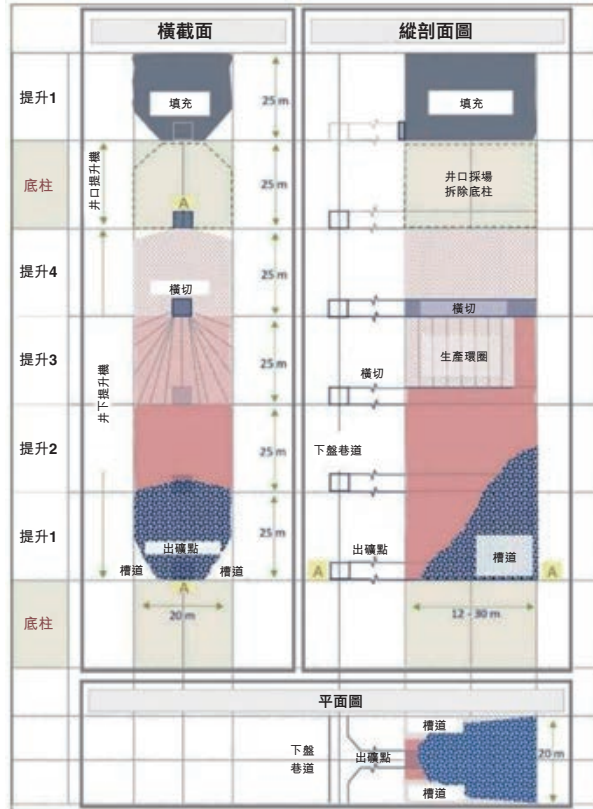 橫截面
縱剖面圖
提升1
填充
25 m
填充
底柱
井口提升機
A
25 m
井口採場
拆除底柱
提升4
橫切
25 m
橫切
提升3
25 m
生產環圈
橫切
井下提升機
提升2
25 m
下盤巷道
提升1
出礦點
槽道
槽道
25 m
A
20 m
出礦點
A
槽道
A
12 - 30 m
底柱
平面圖
下盤
巷道
出礦點
槽道
槽道
20 m